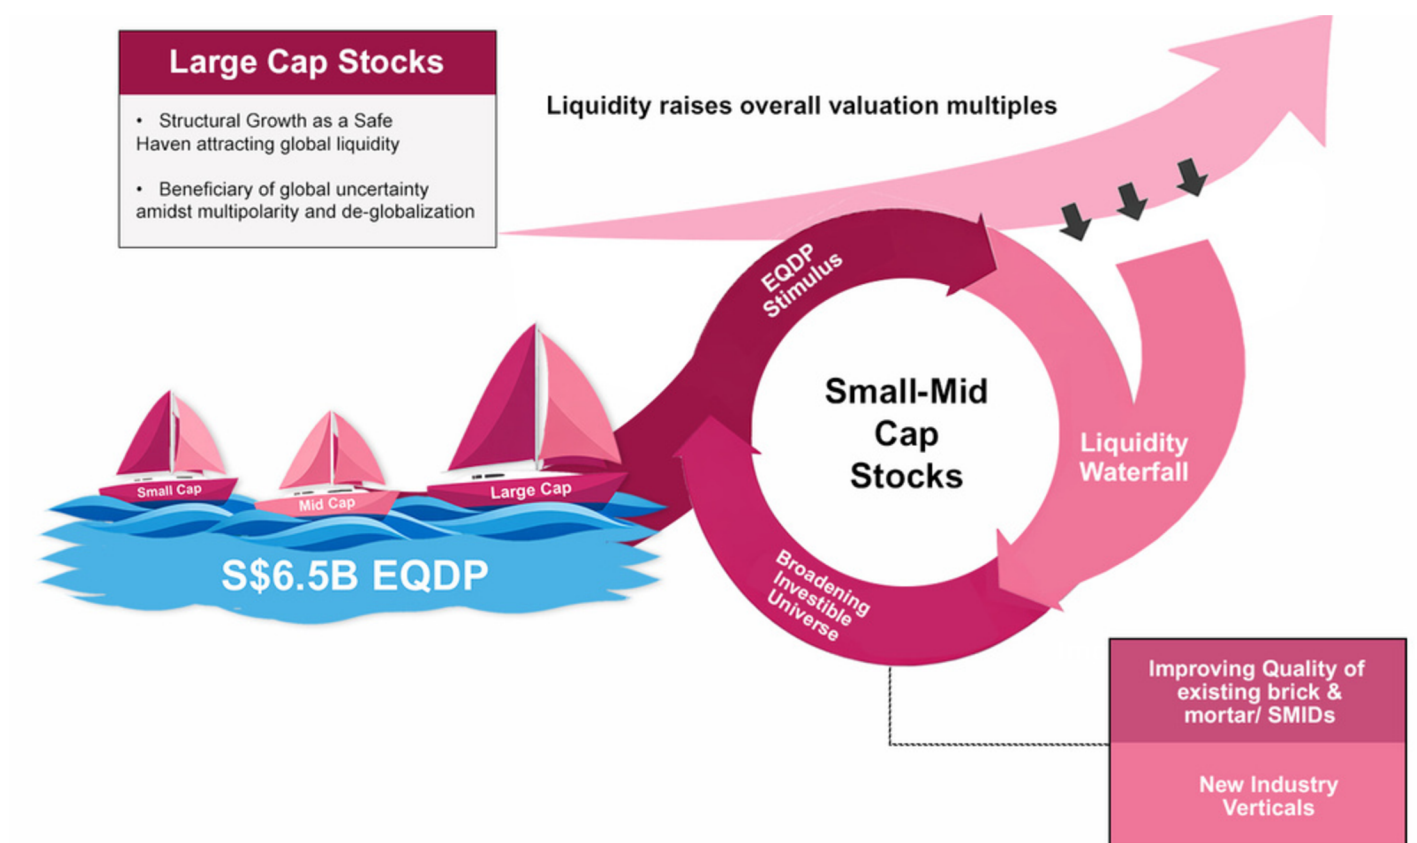 Large Cap Stocks
• Structural Growth as a Safe
Haven attracting global liquidity
• Beneficiary of global uncertainty
amidst multipolarity and de-globalization
Liquidity raises overall valuation multiples
EQDP
Stimulus
Small-Mid
Cap
Stocks
Liquidity
Waterfall
Small Cap
Mid Cap
Large Cap
S$6.5B EQDP
Broadening
Investible
Universe
Improving Quality of
existing brick &
mortar/ SMIDs
New Industry
Verticals